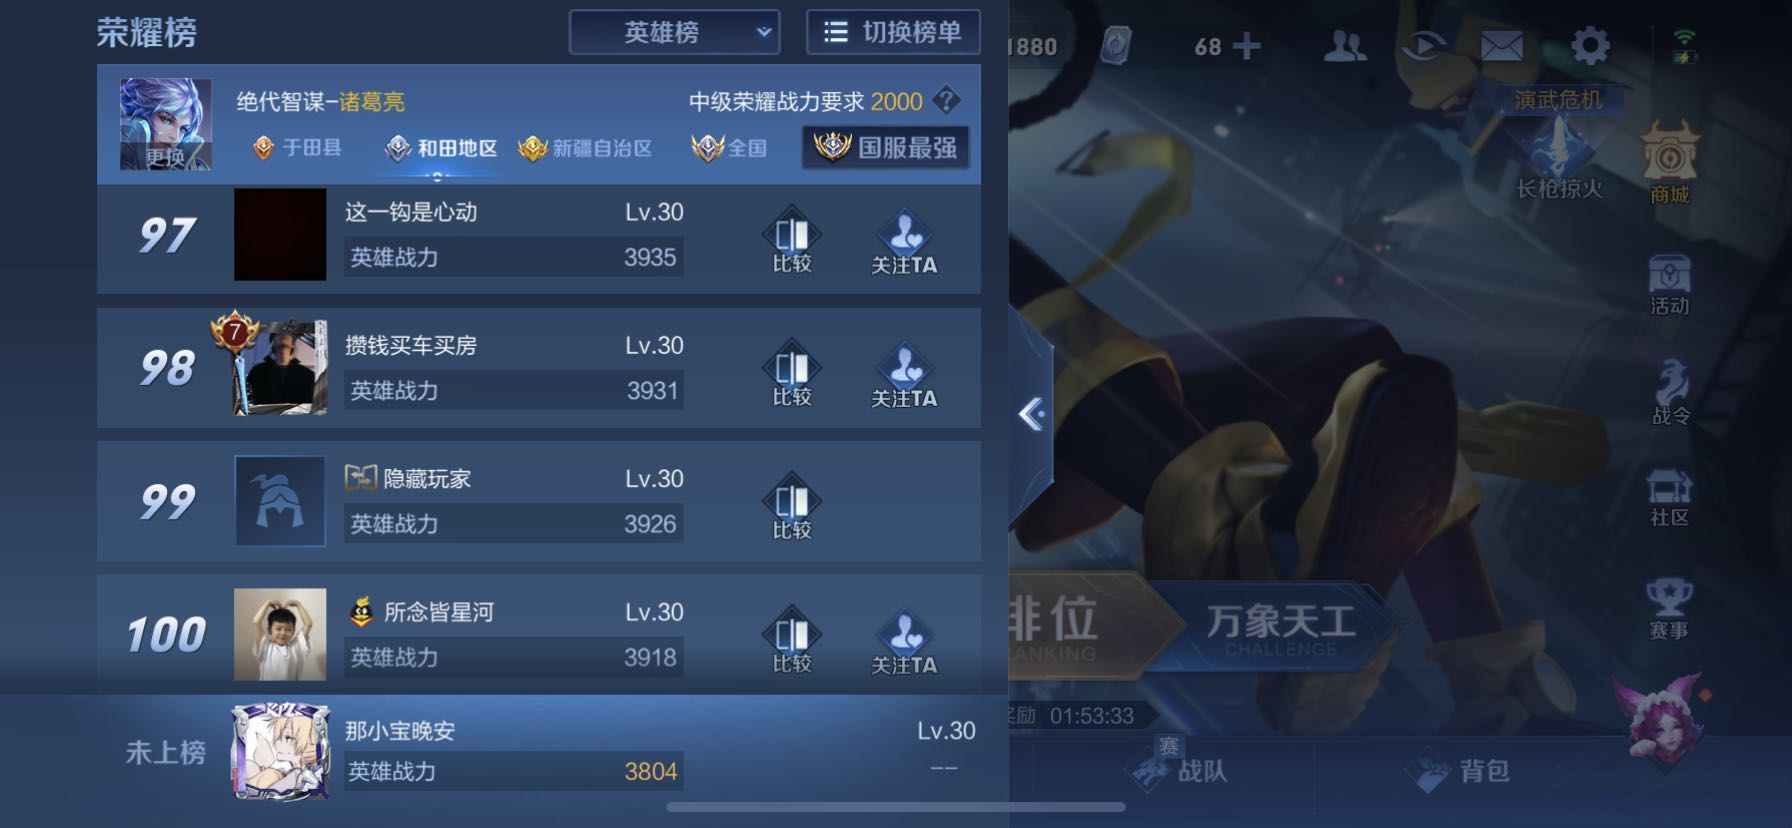 荣耀榜
英雄榜
切换榜单
绝代智谋-诸葛亮
中级荣耀战力要求 2000 ?
更换
于田县
和田地区
新疆自治区
全国
国服最强
97
这一钩是心动
Lv.30
英雄战力
3935
比较
关注TA
98
7
攒钱买车买房
Lv.30
英雄战力
3931
比较
关注TA
99
隐藏玩家
Lv.30
英雄战力
3926
比较
100
所念皆星河
Lv.30
英雄战力
3918
比较
关注TA
未上榜
那小宝晚安
Lv.30
英雄战力
3804
--
1880
68
演武危机
长枪掠火
商城
活动
战令
社区
赛事
排位
RANKING
万象天工
CHALLENGE
奖励 01:53:33
赛
战队
背包